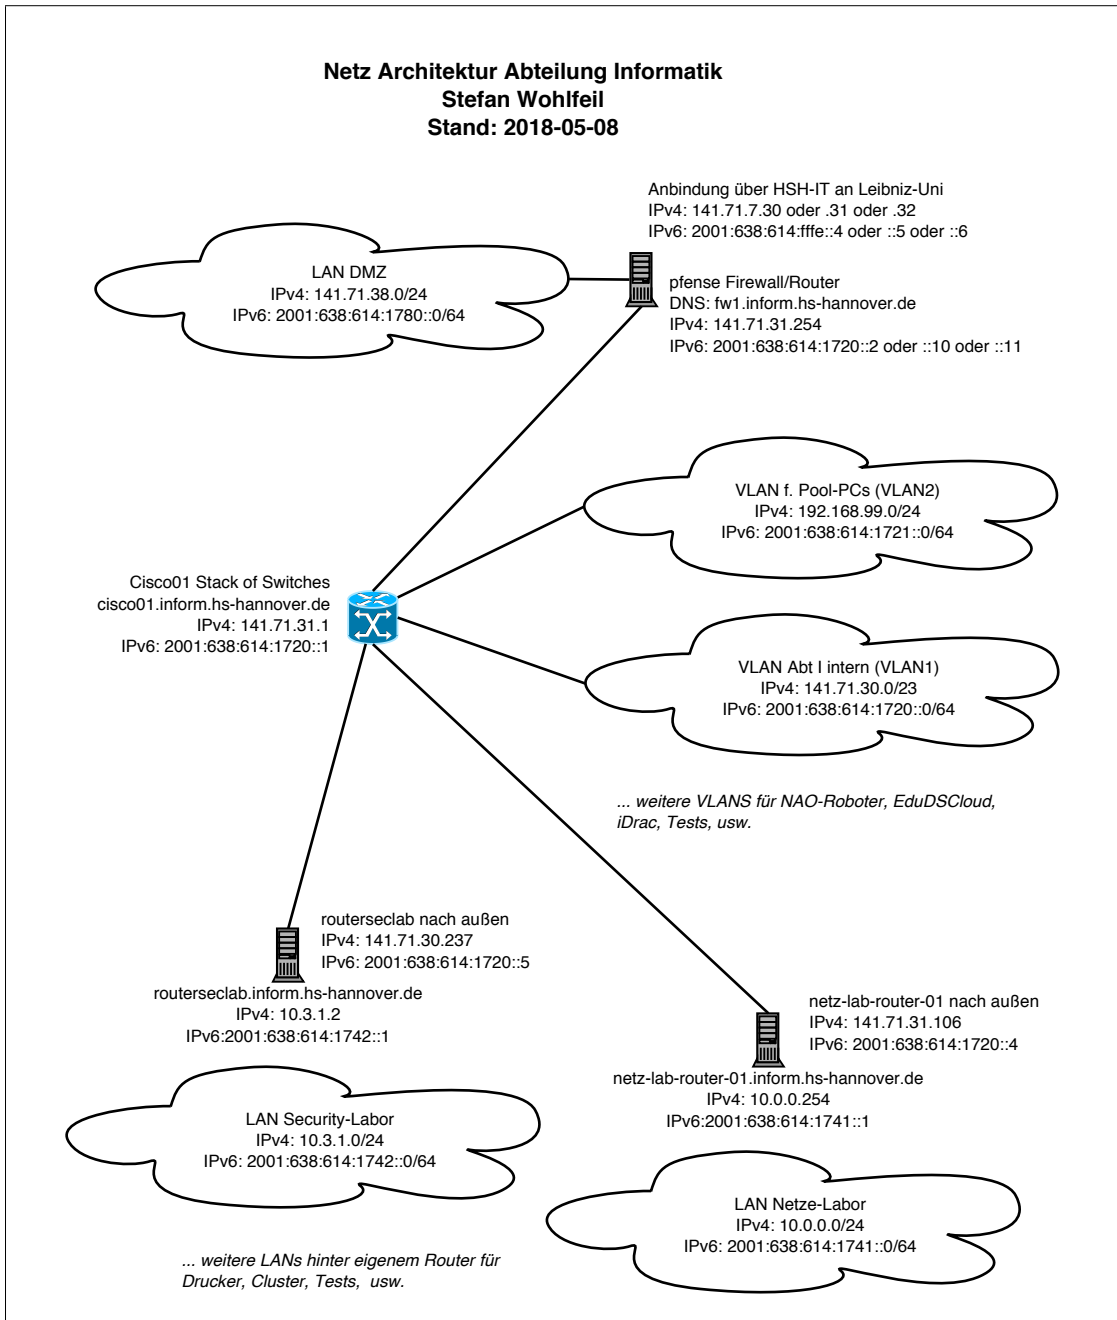 Netz Architektur Abteilung Informatik
Stefan Wohlfeil
Stand: 2018-05-08
Anbindung über HSH-IT an Leibniz-Uni
IPv4: 141.71.7.30 oder .31 oder .32
IPv6: 2001:638:614:fffe::4 oder ::5 oder ::6
LAN DMZ
IPv4: 141.71.38.0/24
IPv6: 2001:638:614:1780::0/64
pfense Firewall/Router
DNS: fw1.inform.hs-hannover.de
IPv4: 141.71.31.254
IPv6: 2001:638:614:1720::2 oder ::10 oder ::11
VLAN f. Pool-PCs (VLAN2)
IPv4: 192.168.99.0/24
IPv6: 2001:638:614:1721::0/64
Cisco01 Stack of Switches
cisco01.inform.hs-hannover.de
IPv4: 141.71.31.1
IPv6: 2001:638:614:1720::1
VLAN Abt I intern (VLAN1)
IPv4: 141.71.30.0/23
IPv6: 2001:638:614:1720::0/64
... weitere VLANS für NAO-Roboter, EduDSCloud,
iDrac, Tests, usw.
routerseclab nach außen
IPv4: 141.71.30.237
IPv6: 2001:638:614:1720::5
routerseclab.inform.hs-hannover.de
IPv4: 10.3.1.2
IPv6:2001:638:614:1742::1
netz-lab-router-01 nach außen
IPv4: 141.71.31.106
IPv6: 2001:638:614:1720::4
netz-lab-router-01.inform.hs-hannover.de
IPv4: 10.0.0.254
IPv6:2001:638:614:1741::1
LAN Security-Labor
IPv4: 10.3.1.0/24
IPv6: 2001:638:614:1742::0/64
LAN Netze-Labor
IPv4: 10.0.0.0/24
IPv6: 2001:638:614:1741::0/64
... weitere LANs hinter eigenem Router für
Drucker, Cluster, Tests, usw.